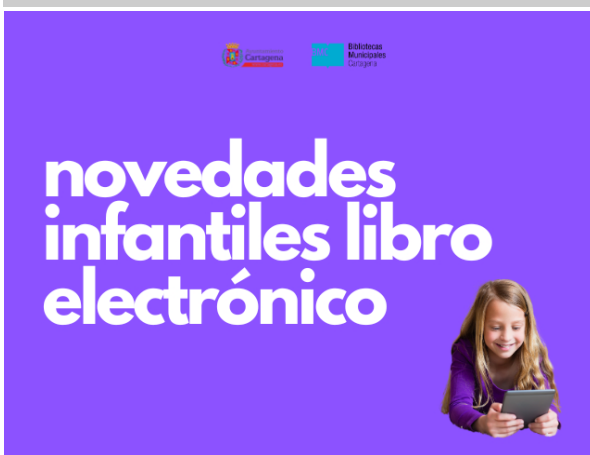 Cartagena
Bibliotecas
Municipales
Cartagena
novedades
infantiles libro
electrónico